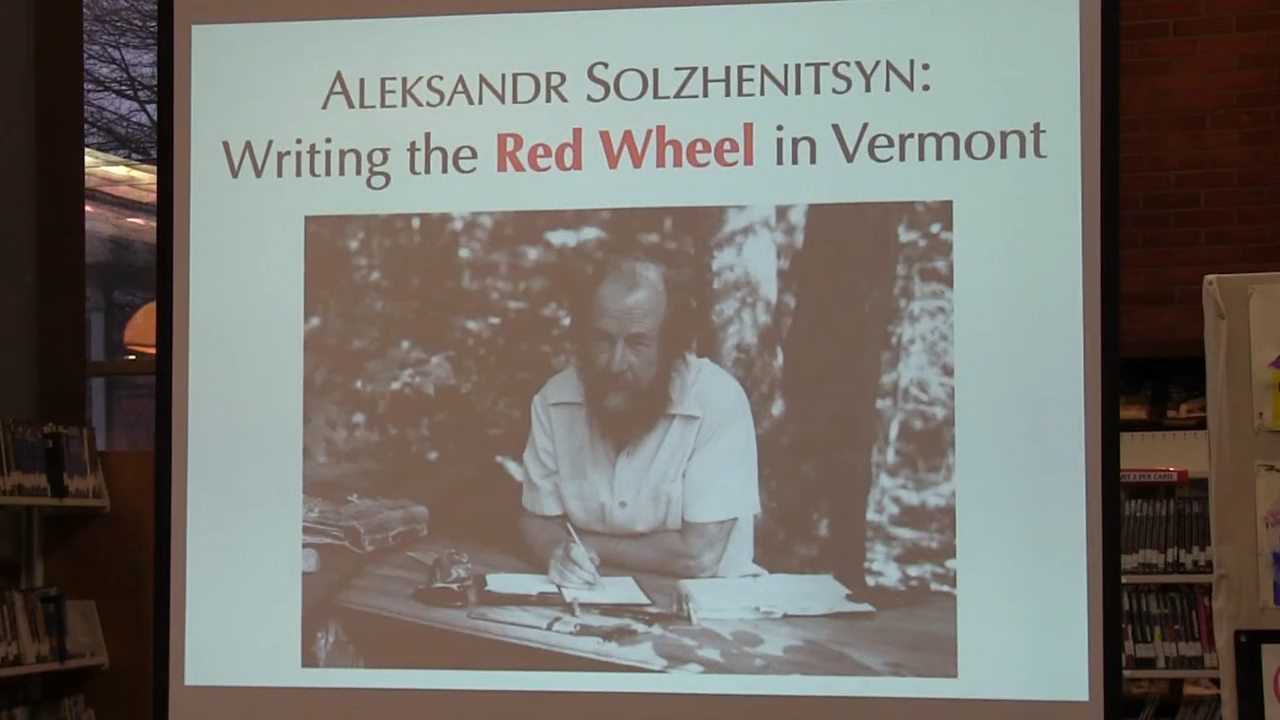 ALEKSANDR SOLZHENITSYN:
Writing the Red Wheel in Vermont